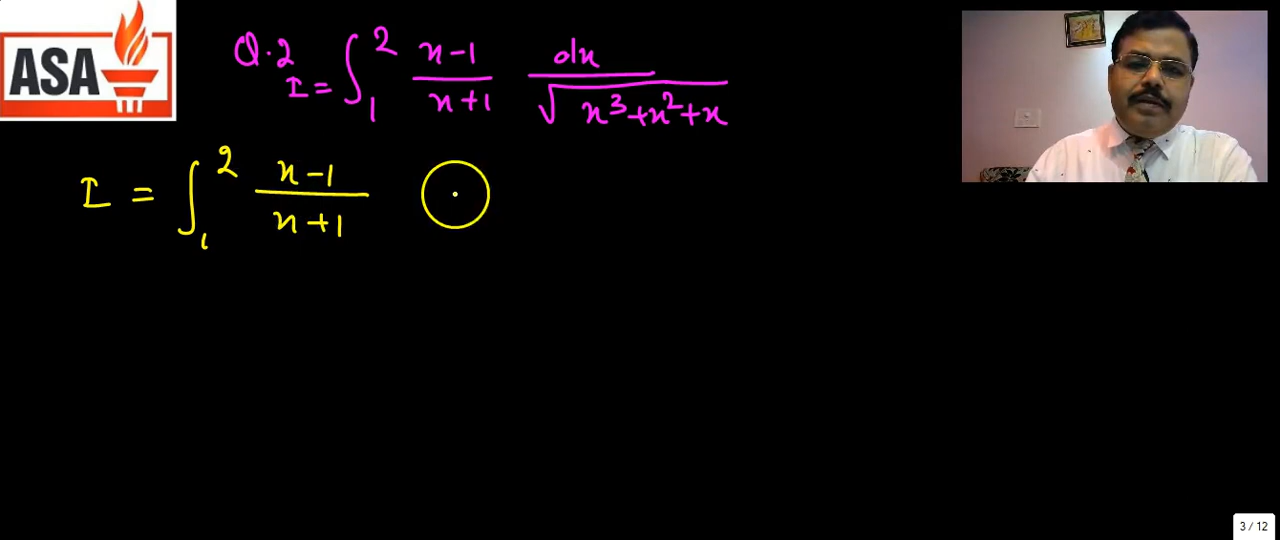 ASA
Q.2
I = ∫₁² (x-1)/(x+1) dx/√(x³+x²+x)
I = ∫₁² (x-1)/(x+1)
3 / 12